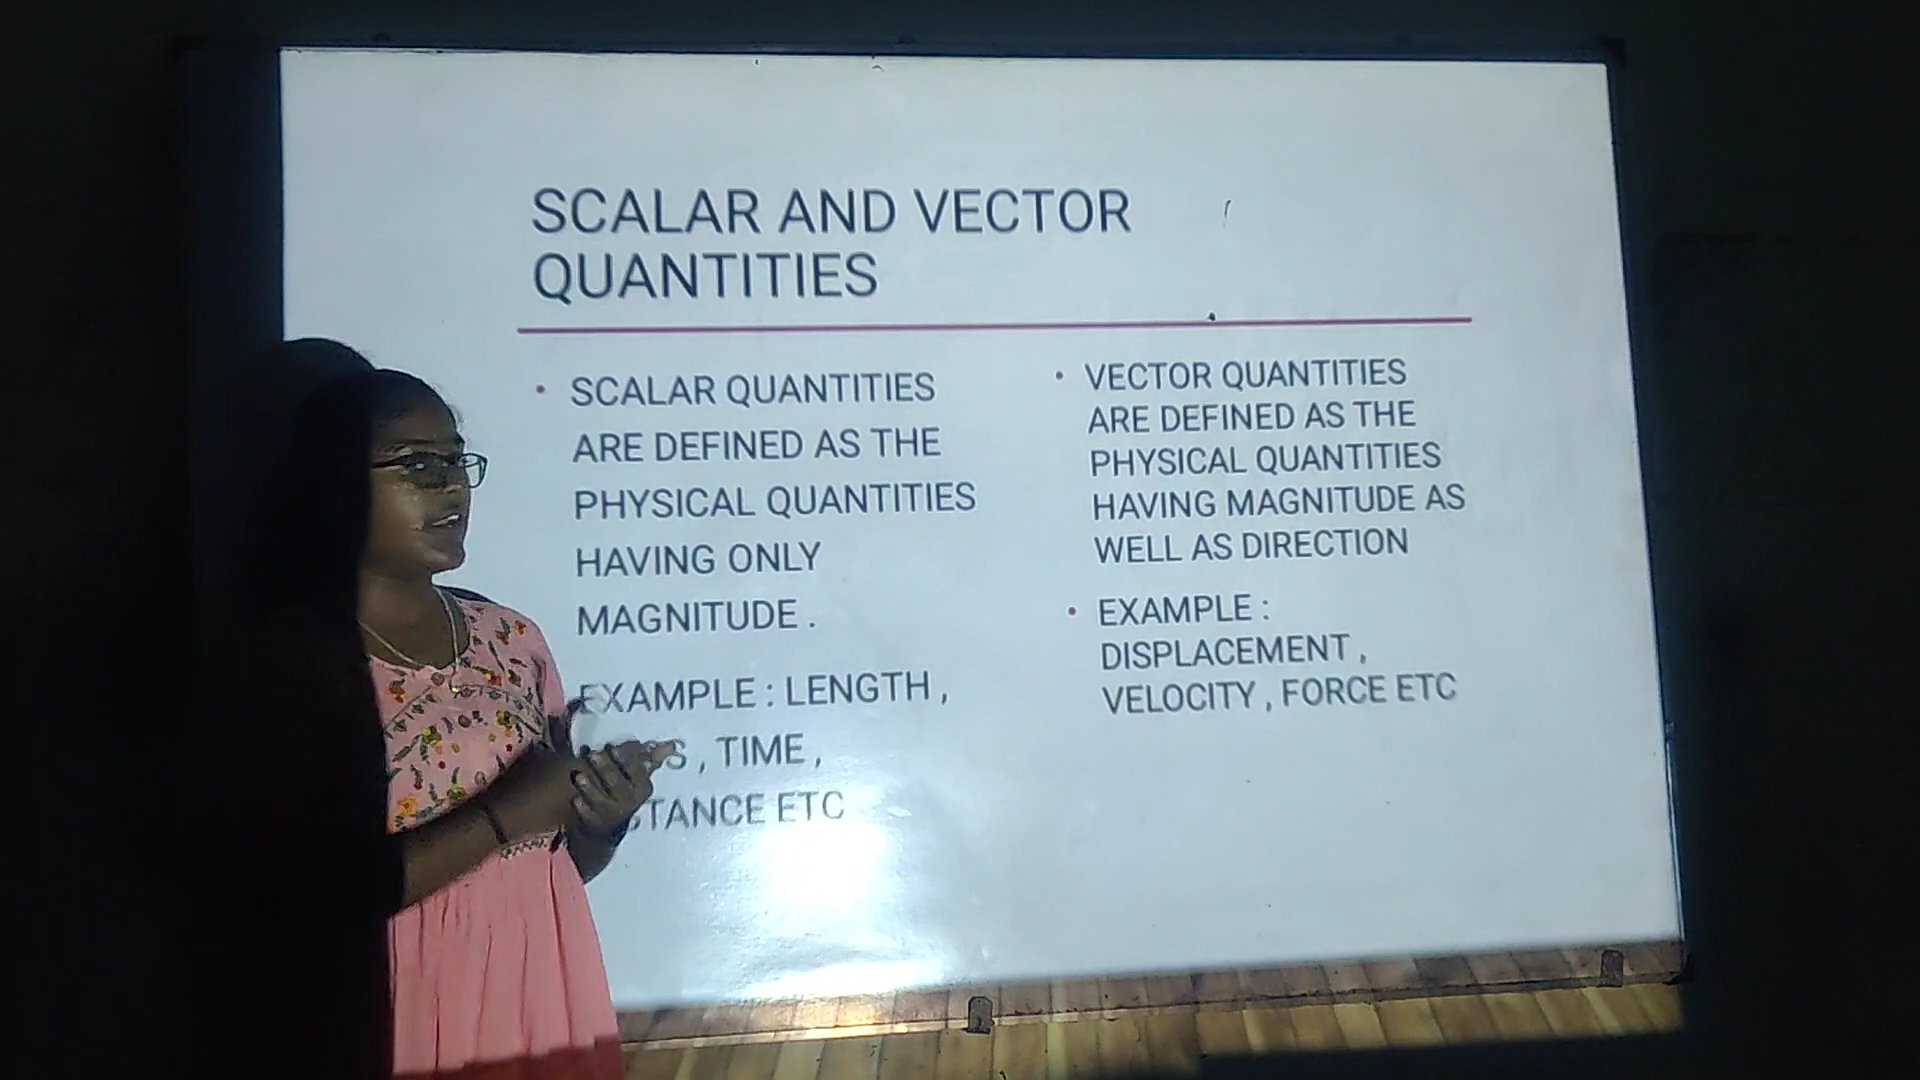 SCALAR AND VECTOR
QUANTITIES
• SCALAR QUANTITIES
ARE DEFINED AS THE
PHYSICAL QUANTITIES
HAVING ONLY
MAGNITUDE .
EXAMPLE : LENGTH ,
, TIME ,
ETC
• VECTOR QUANTITIES
ARE DEFINED AS THE
PHYSICAL QUANTITIES
HAVING MAGNITUDE AS
WELL AS DIRECTION
• EXAMPLE :
DISPLACEMENT ,
VELOCITY , FORCE ETC